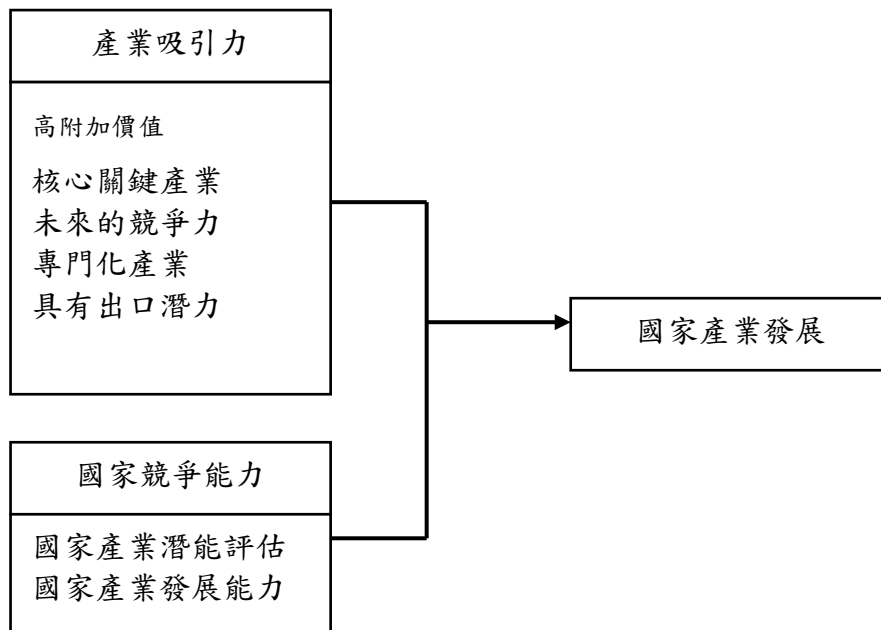 產業吸引力
高附加價值
核心關鍵產業
未來的競爭力
專門化產業
具有出口潛力
國家產業發展
國家競爭能力
國家產業潛能評估
國家產業發展能力